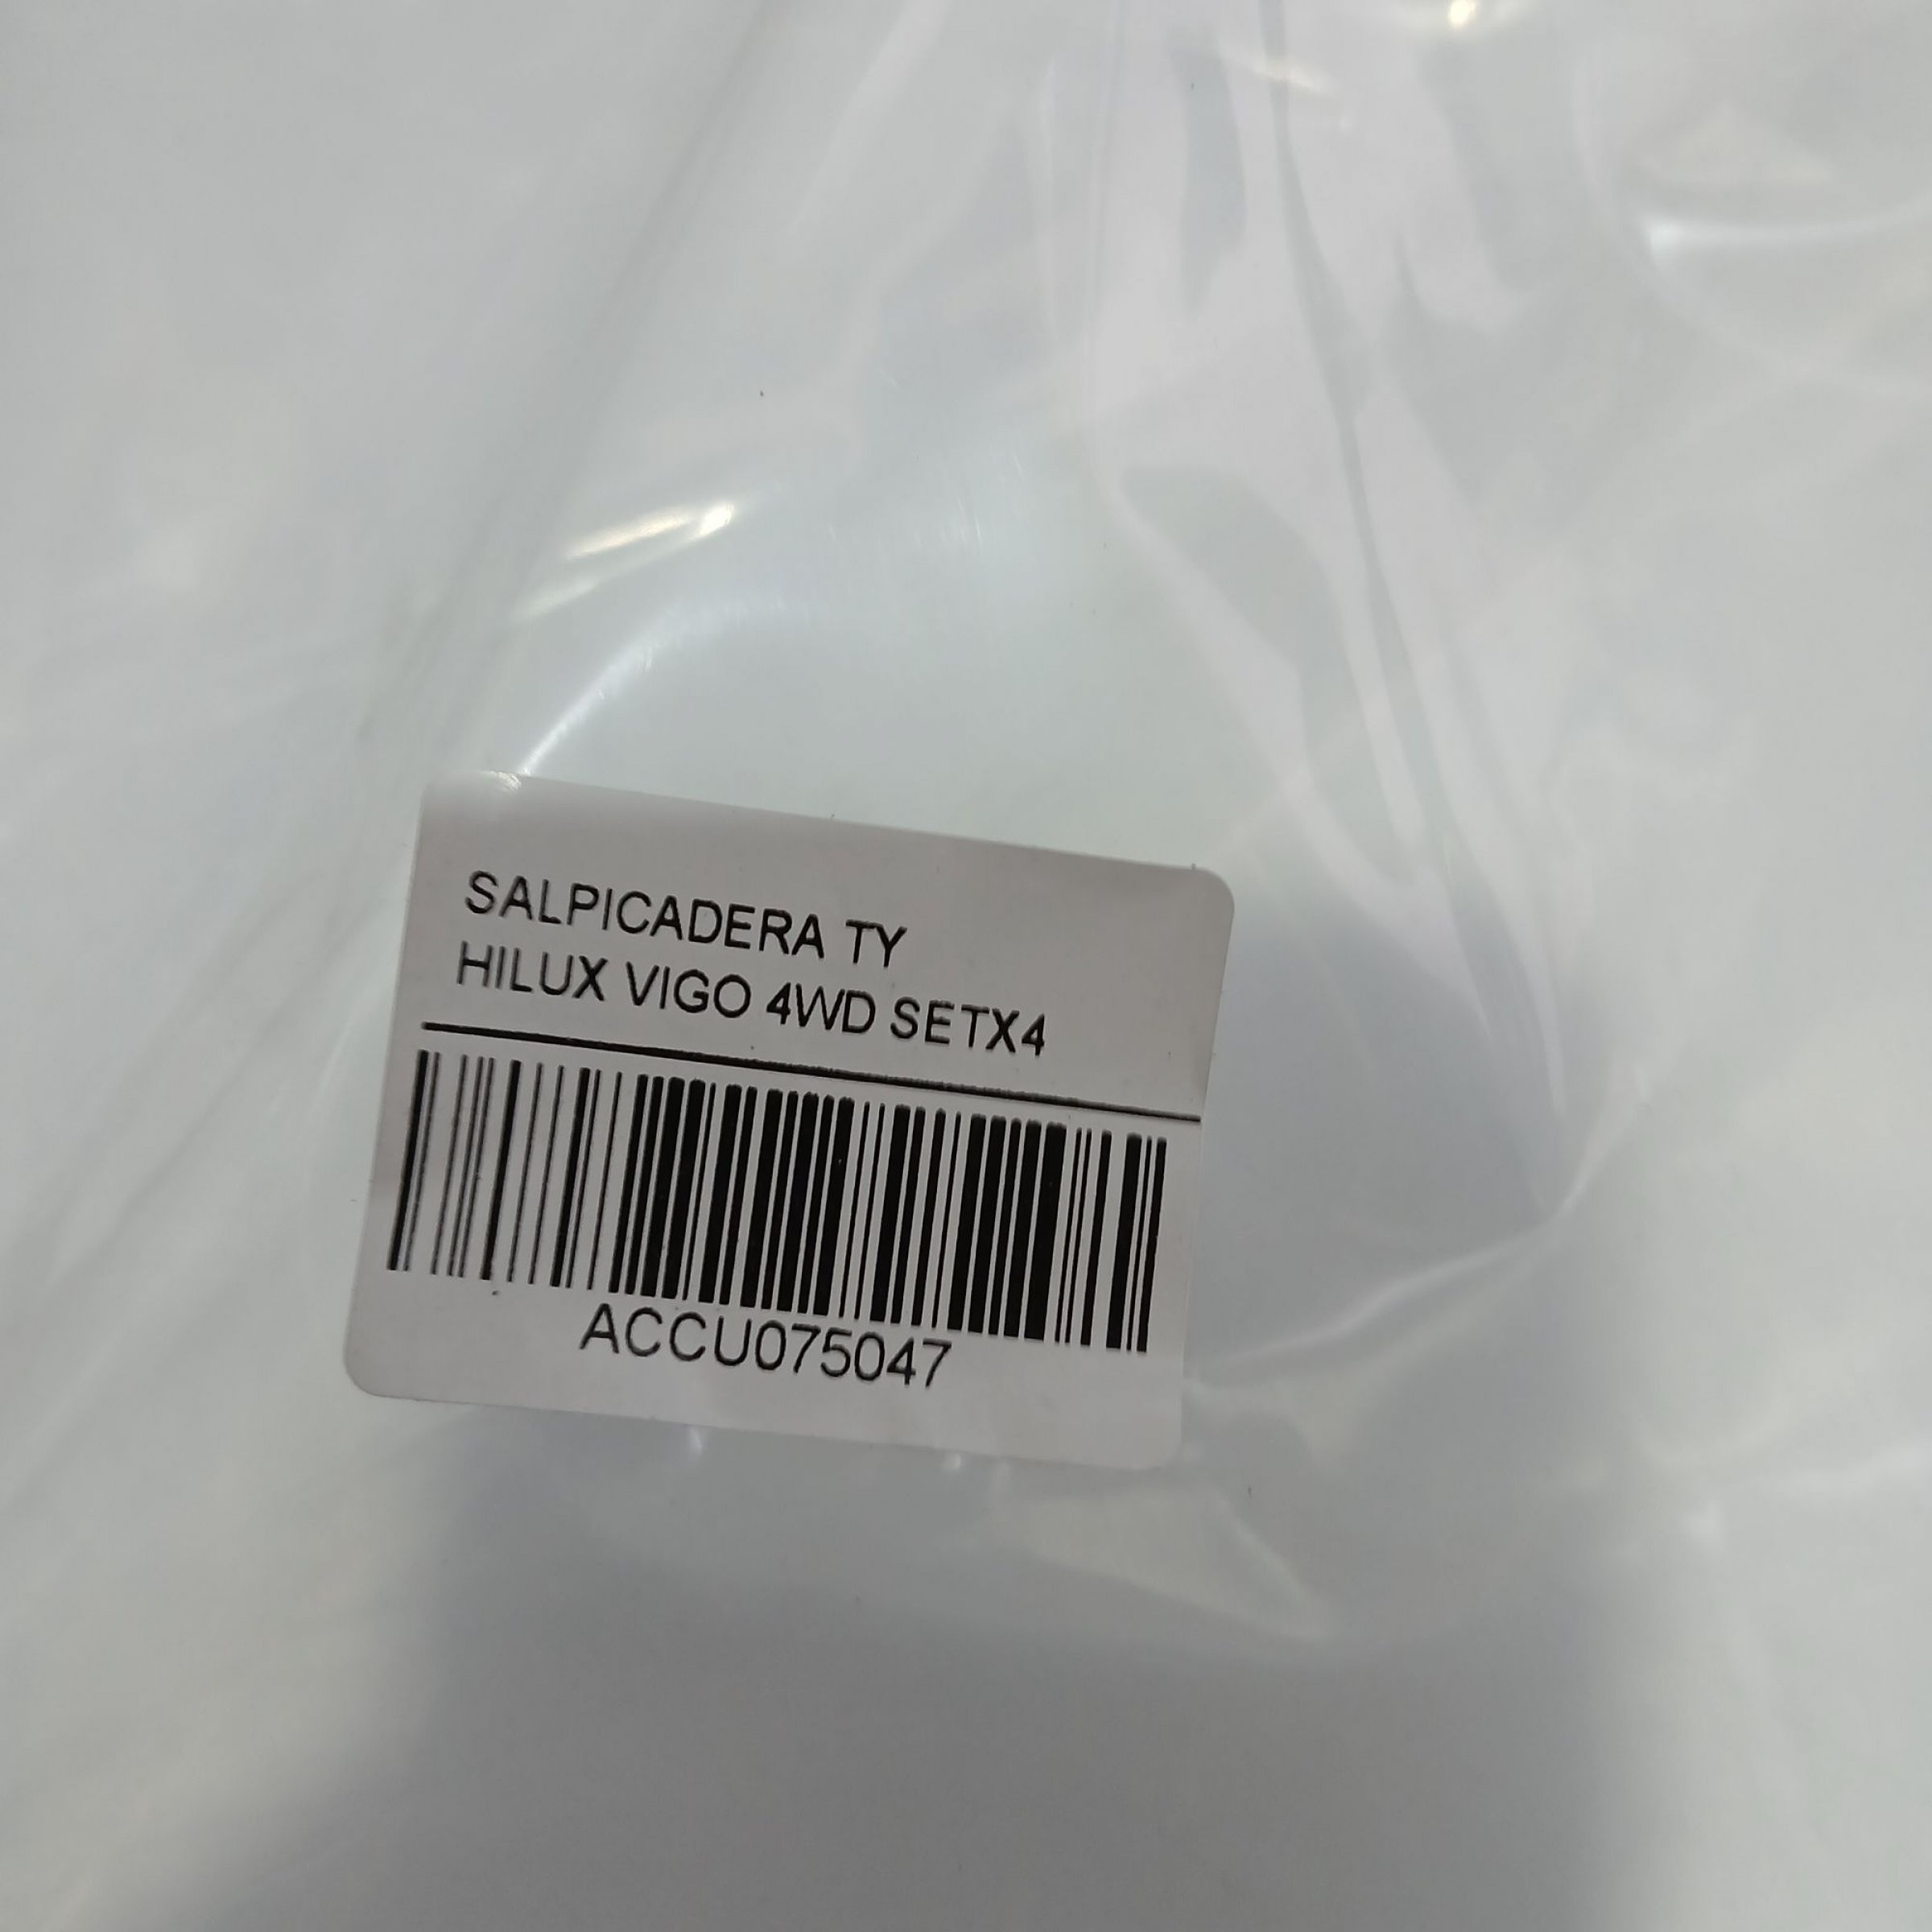 SALPICADERA TY
HILUX VIGO 4WD SETX4
ACCU075047